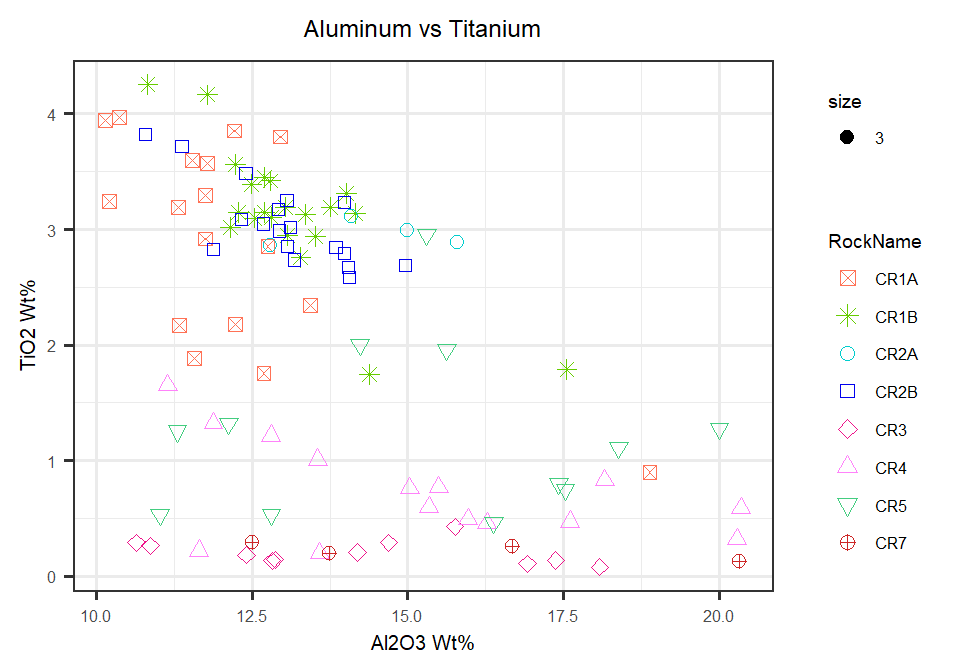 Aluminum vs Titanium
4
3
2
1
0
TiO2 Wt%
10.0 12.5 15.0 17.5 20.0
Al2O3 Wt%
size
3
RockName
CR1A
CR1B
CR2A
CR2B
CR3
CR4
CR5
CR7